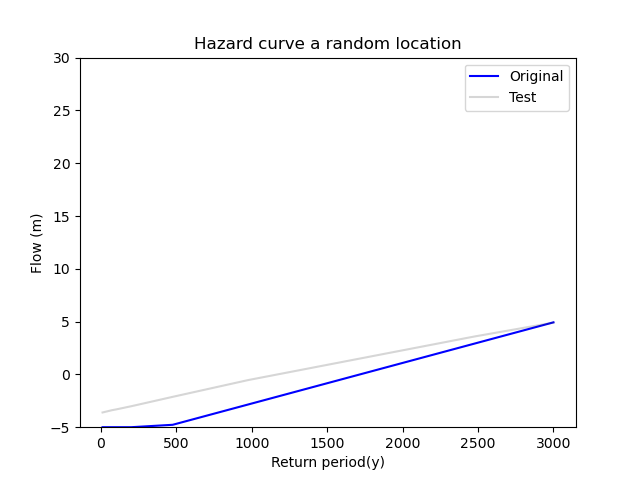 Hazard curve a random location
30
25
20
15
10
5
0
−5
Flow (m)
Original
Test
0 500 1000 1500 2000 2500 3000
Return period(y)